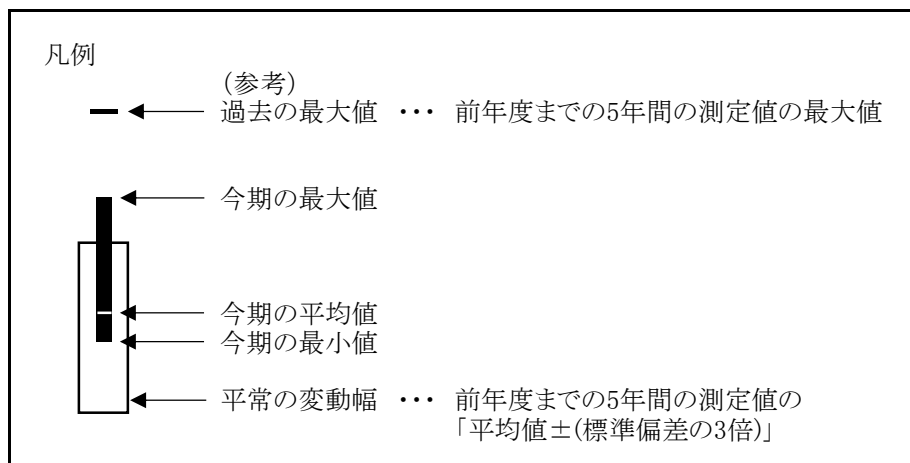 凡例
(参考)
過去の最大値 ・・・ 前年度までの5年間の測定値の最大値
今期の最大値
今期の平均値
今期の最小値
平常の変動幅 ・・・ 前年度までの5年間の測定値の
「平均値±(標準偏差の3倍)」